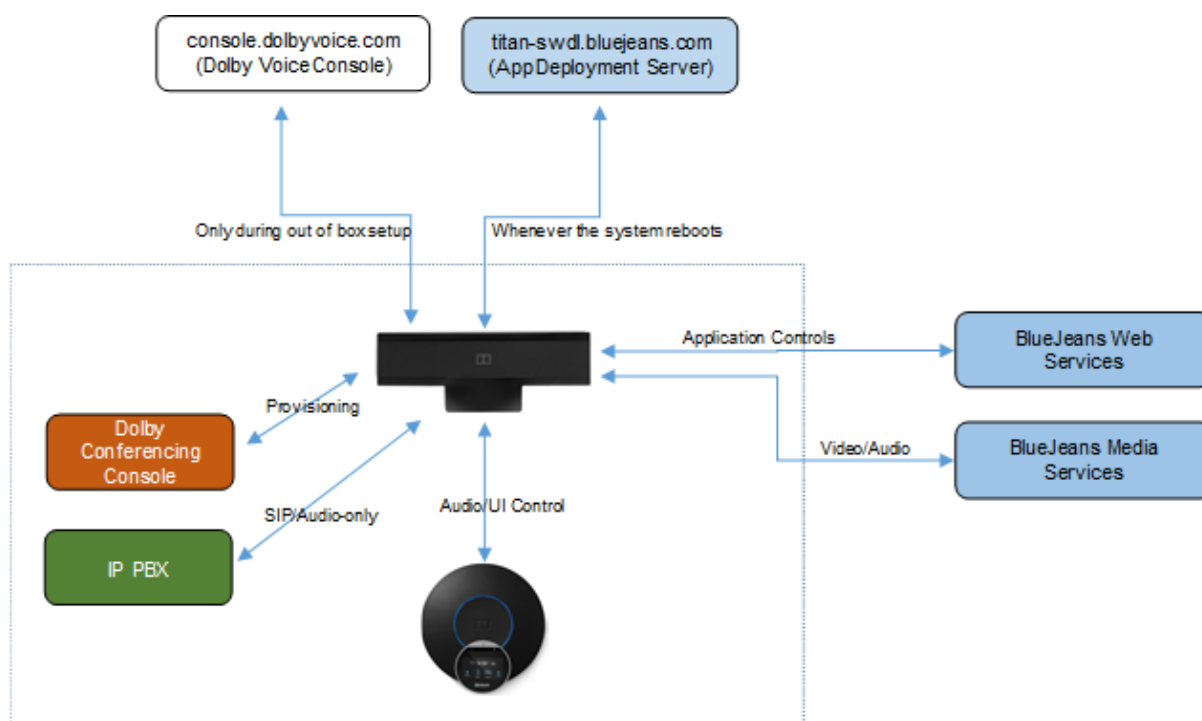 console.dolbyvoice.com
(Dolby Voice Console)
titan-swdl.bluejeans.com
(App Deployment Server)
Only during out of box setup
Whenever the system reboots
Application Controls
BlueJeans Web
Services
Provisioning
Dolby
Conferencing
Console
Video/Audio
BlueJeans Media
Services
Audio/UI Control
SIP/Audio-only
IP PBX